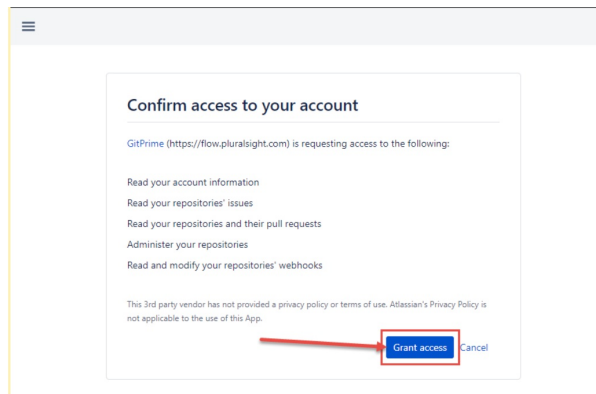 Confirm access to your account
GitPrime (https://flow.pluralsight.com) is requesting access to the following:
Read your account information
Read your repositories' issues
Read your repositories and their pull requests
Administer your repositories
Read and modify your repositories' webhooks
This 3rd party vendor has not provided a privacy policy or terms of use. Atlassian's Privacy Policy is
not applicable to the use of this App.
Grant access Cancel